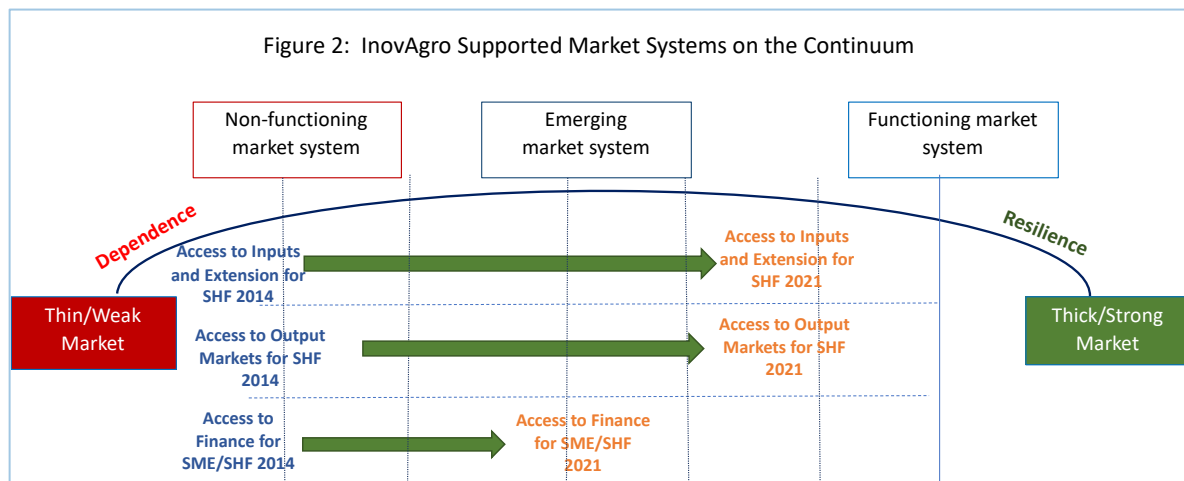 Figure 2: InovAgro Supported Market Systems on the Continuum
Non-functioning
market system
Emerging
market system
Functioning market
system
Dependence
Resilience
Access to Inputs
and Extension for
SHF 2014
Access to Inputs
and Extension for
SHF 2021
Thin/Weak
Market
Thick/Strong
Market
Access to Output
Markets for SHF
2014
Access to Output
Markets for SHF
2021
Access to
Finance for
SME/SHF 2014
Access to Finance
for SME/SHF
2021